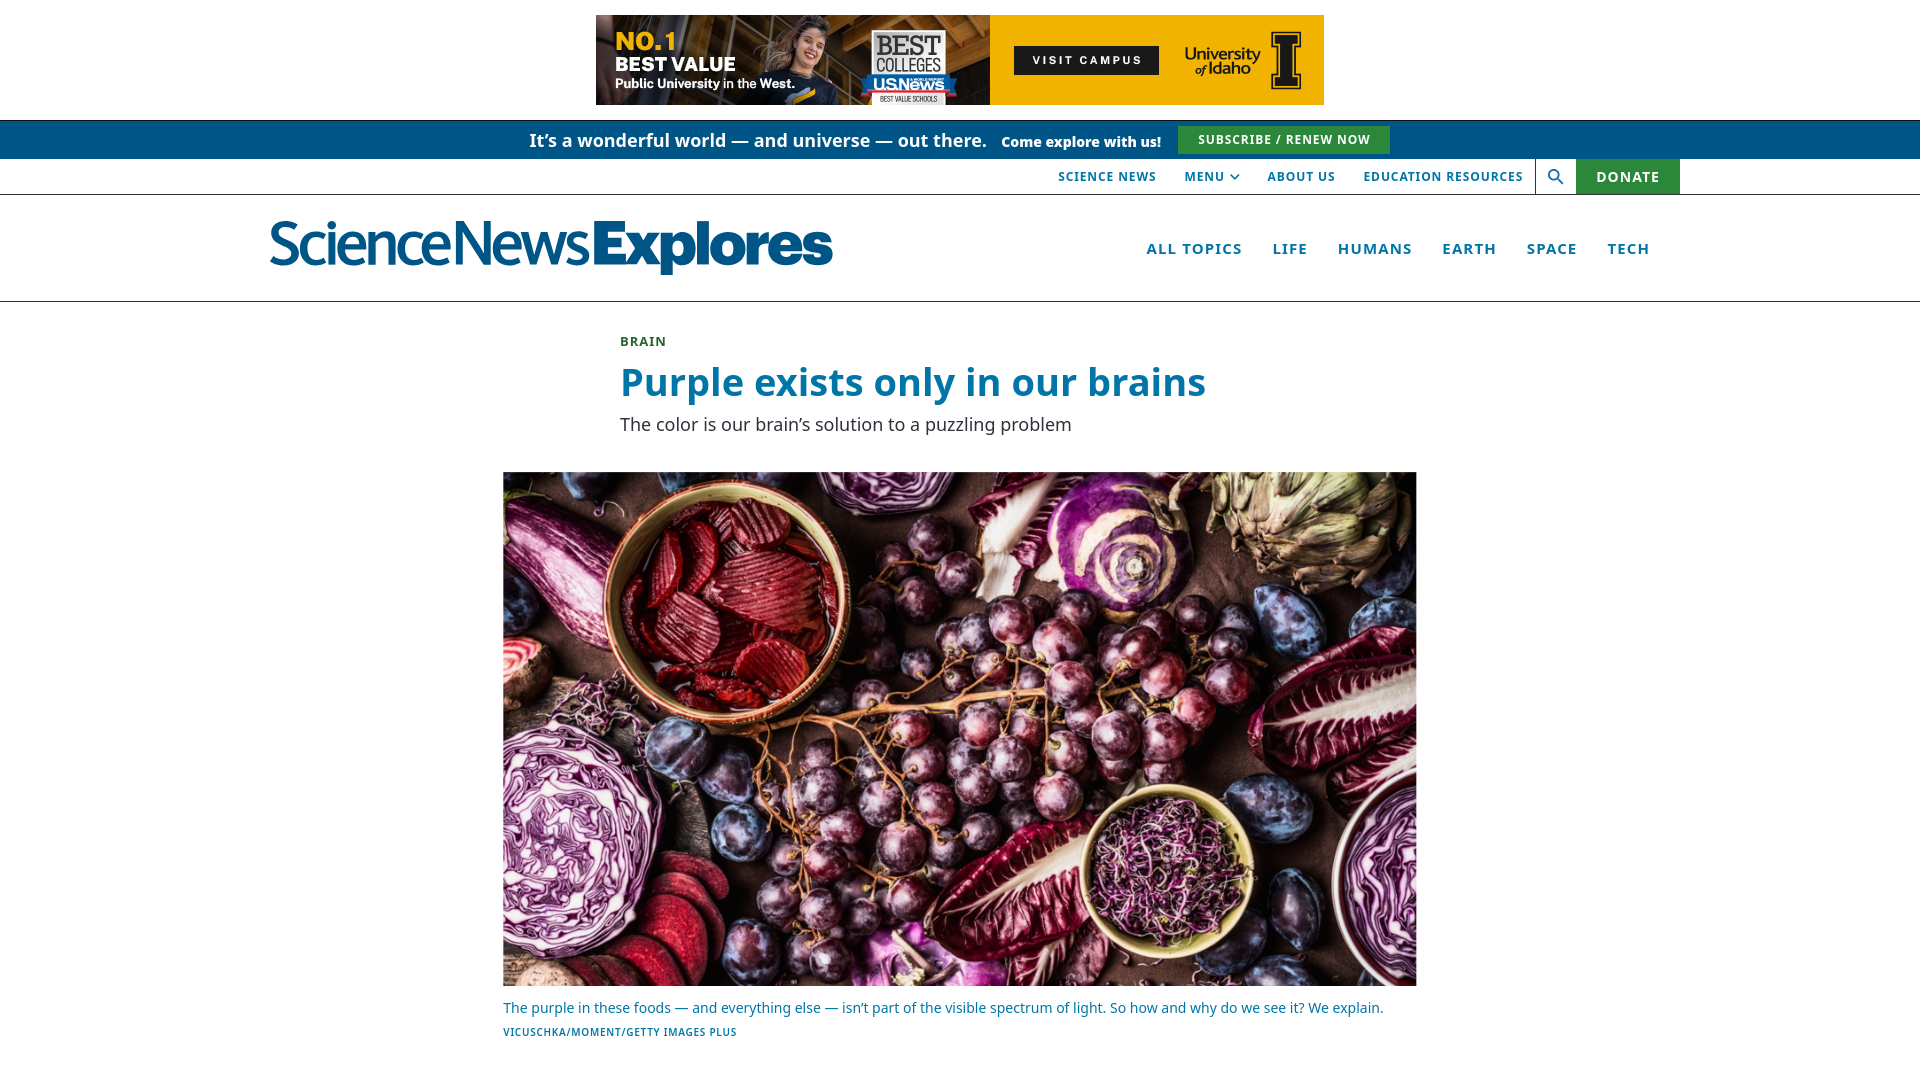 NO.1
BEST VALUE
Public University in the West.
BEST
COLLEGES
U.S.News
BEST VALUE SCHOOLS
VISIT CAMPUS
University
of Idaho
It's a wonderful world — and universe — out there. Come explore with us! SUBSCRIBE / RENEW NOW
SCIENCE NEWS MENU ABOUT US EDUCATION RESOURCES DONATE
ScienceNewsExplores
ALL TOPICS LIFE HUMANS EARTH SPACE TECH
BRAIN
Purple exists only in our brains
The color is our brain's solution to a puzzling problem
The purple in these foods — and everything else — isn't part of the visible spectrum of light. So how and why do we see it? We explain.
VICUSCHKA/MOMENT/GETTY IMAGES PLUS